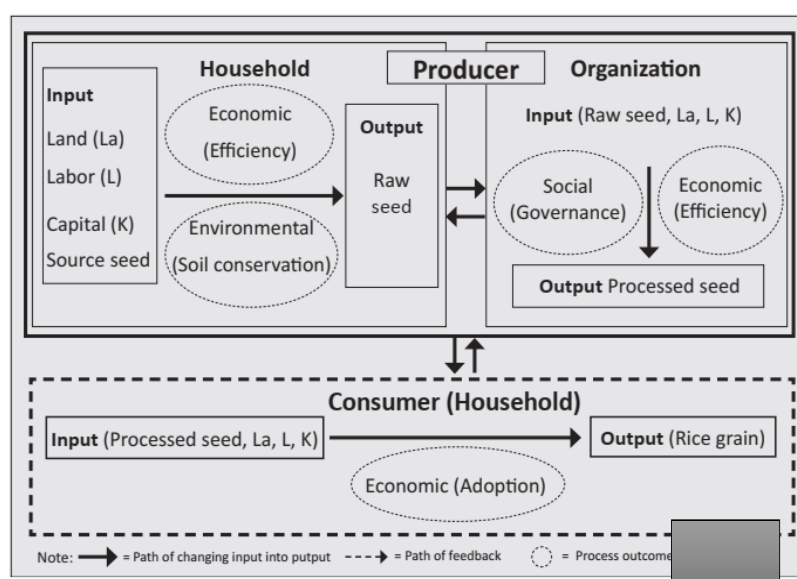 Producer
Household
Input
Land (La)
Labor (L)
Capital (K)
Source seed
Economic
(Efficiency)
Environmental
(Soil conservation)
Output
Raw
seed
Organization
Input (Raw seed, La, L, K)
Social
(Governance)
Economic
(Efficiency)
Output Processed seed
Consumer (Household)
Input (Processed seed, La, L, K)
Output (Rice grain)
Economic (Adoption)
Note: = Path of changing input into putput = Path of feedback = Process outcome